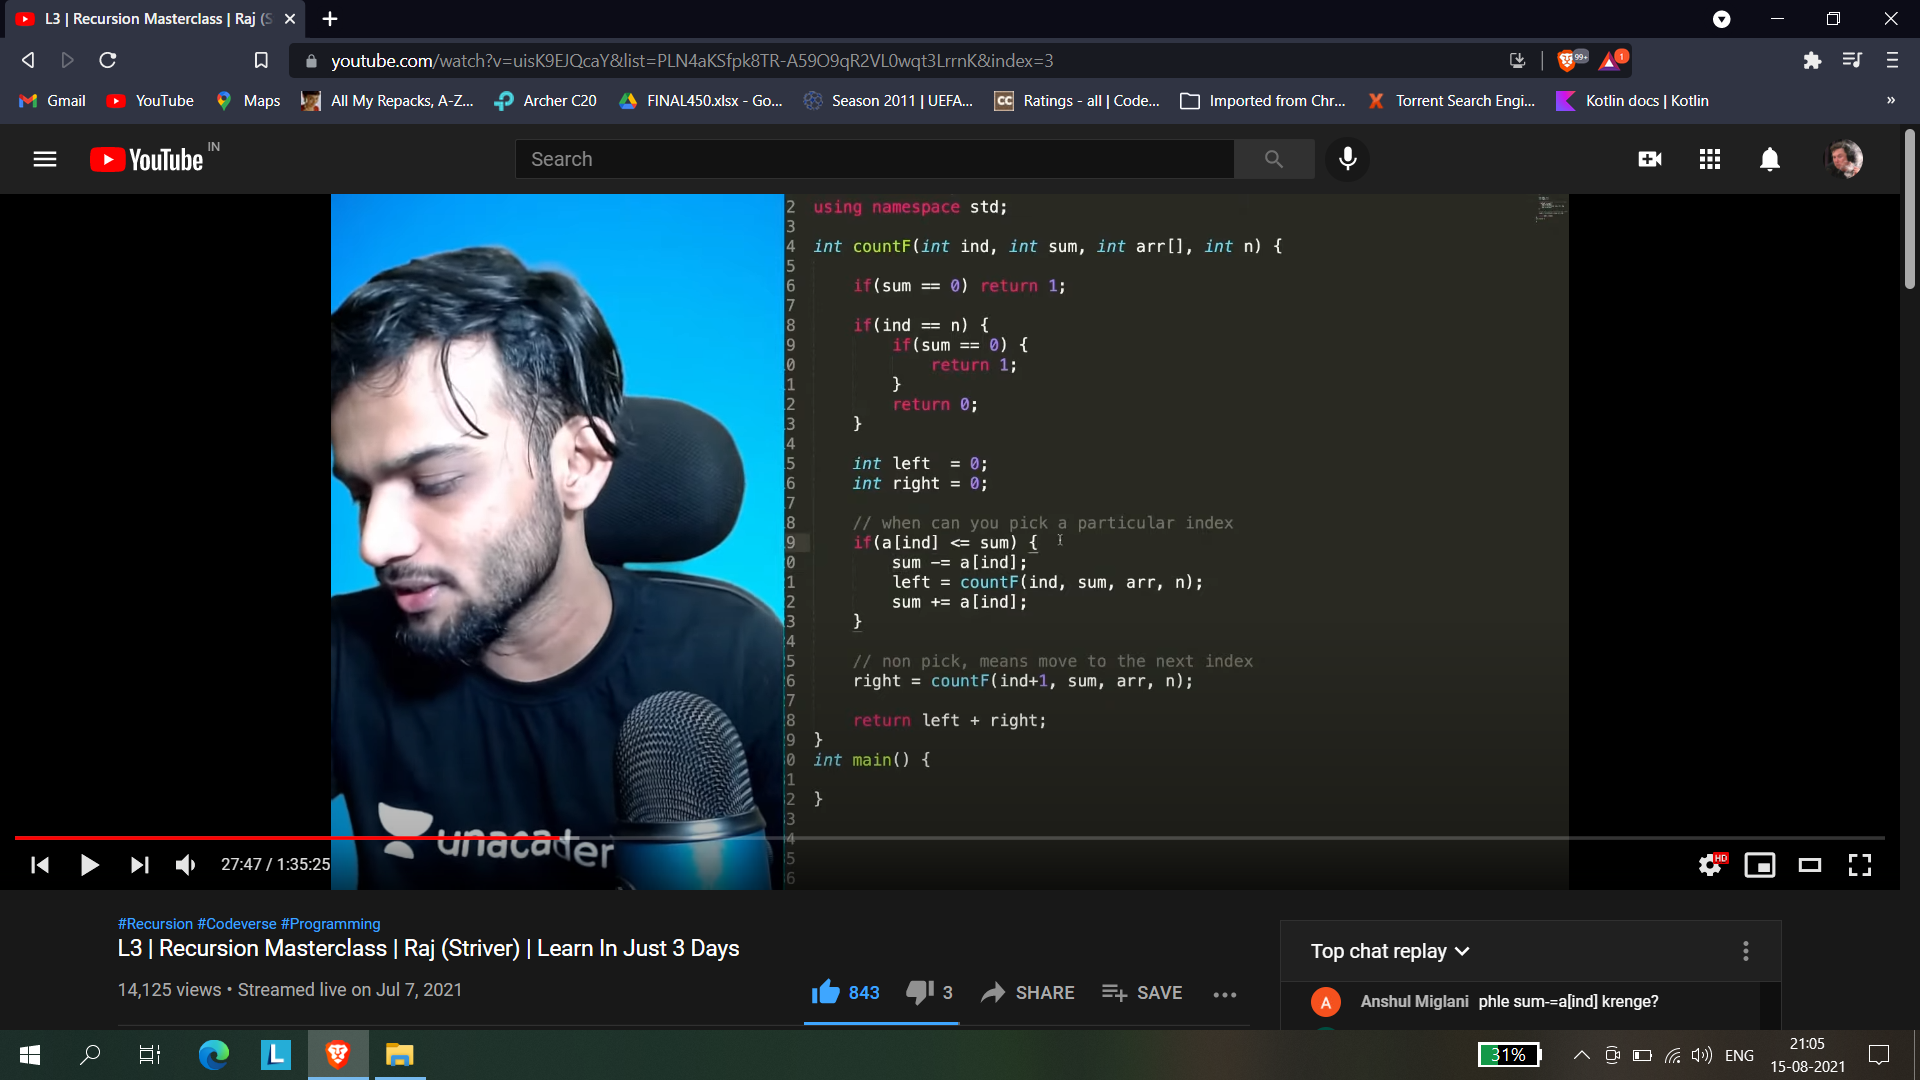 L3 | Recursion Masterclass | Raj (S
youtube.com/watch?v=uisK9EJQcaY&list=PLN4aKSfpk8TR-A59O9qR2VL0wqt3LrrnK&index=3
99+
1
Gmail
YouTube
Maps
All My Repacks, A-Z...
Archer C20
FINAL450.xlsx - Go...
Season 2011 | UEFA...
CC
Ratings - all | Code...
Imported from Chr...
Torrent Search Engi...
Kotlin docs | Kotlin
»
YouTube IN
Search
2 using namespace std;
3
4 int countF(int ind, int sum, int arr[], int n) {
5
6 if(sum == 0) return 1;
7
8 if(ind == n) {
9 if(sum == 0) {
0 return 1;
1 }
2 return 0;
3 }
4
5 int left = 0;
6 int right = 0;
7
8 // when can you pick a particular index
9 if(a[ind] <= sum) {
0 sum -= a[ind];
1 left = countF(ind, sum, arr, n);
2 sum += a[ind];
3 }
4
5 // non pick, means move to the next index
6 right = countF(ind+1, sum, arr, n);
7
8 return left + right;
9 }
0 int main() {
1
2 }
3
4
5
6
unacader
27:47 / 1:35:25
HD
#Recursion #Codeverse #Programming
L3 | Recursion Masterclass | Raj (Striver) | Learn In Just 3 Days
14,125 views • Streamed live on Jul 7, 2021
843
3
SHARE
SAVE
Top chat replay
A
Anshul Miglani phle sum-=a[ind] krenge?
L
31%
ENG
21:05
15-08-2021